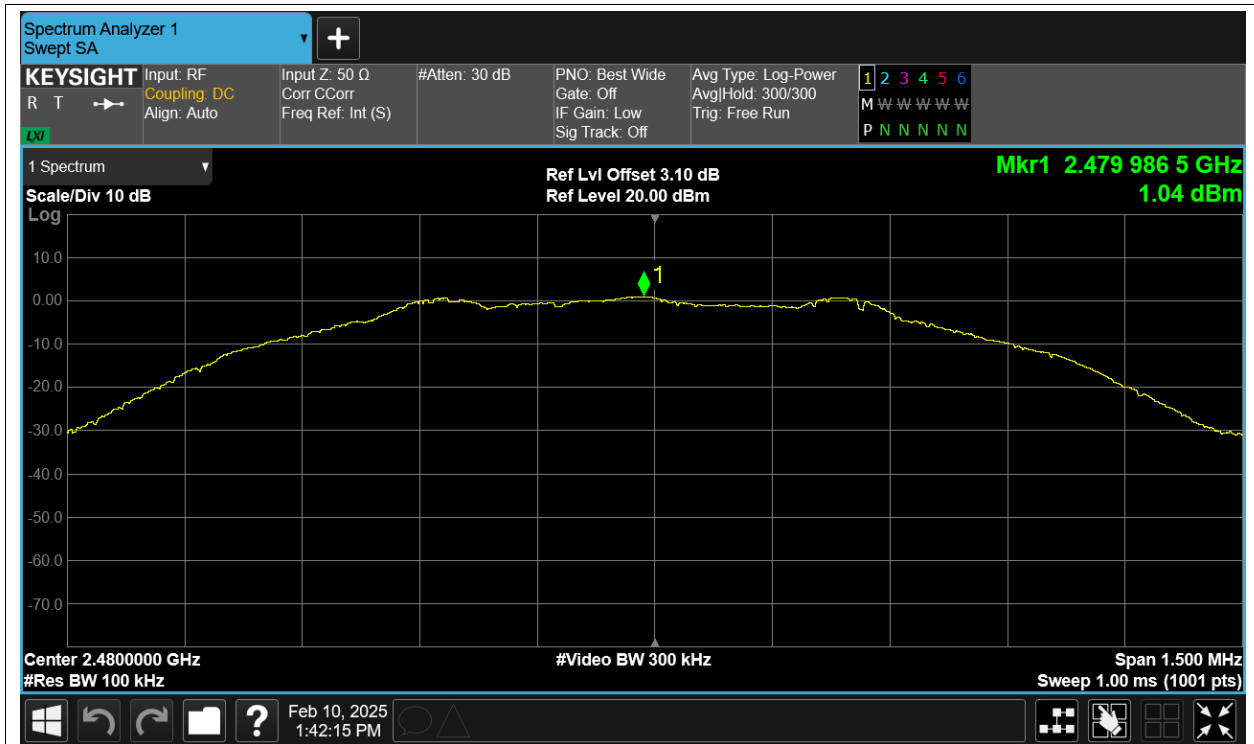 Spectrum Analyzer 1
Swept SA
+
KEYSIGHT
R T
LXI
Input: RF
Coupling: DC
Align: Auto
Input Z: 50 Ω
Corr CCorr
Freq Ref: Int (S)
#Atten: 30 dB
PNO: Best Wide
Gate: Off
IF Gain: Low
Sig Track: Off
Avg Type: Log-Power
Avg|Hold: 300/300
Trig: Free Run
1 2 3 4 5 6
M W W W W W
P N N N N N
1 Spectrum
Scale/Div 10 dB
Log
Ref Lvl Offset 3.10 dB
Ref Level 20.00 dBm
Mkr1 2.479 986 5 GHz
1.04 dBm
1
10.0
0.00
-10.0
-20.0
-30.0
-40.0
-50.0
-60.0
-70.0
Center 2.4800000 GHz
#Res BW 100 kHz
#Video BW 300 kHz
Span 1.500 MHz
Sweep 1.00 ms (1001 pts)
?
Feb 10, 2025
1:42:15 PM